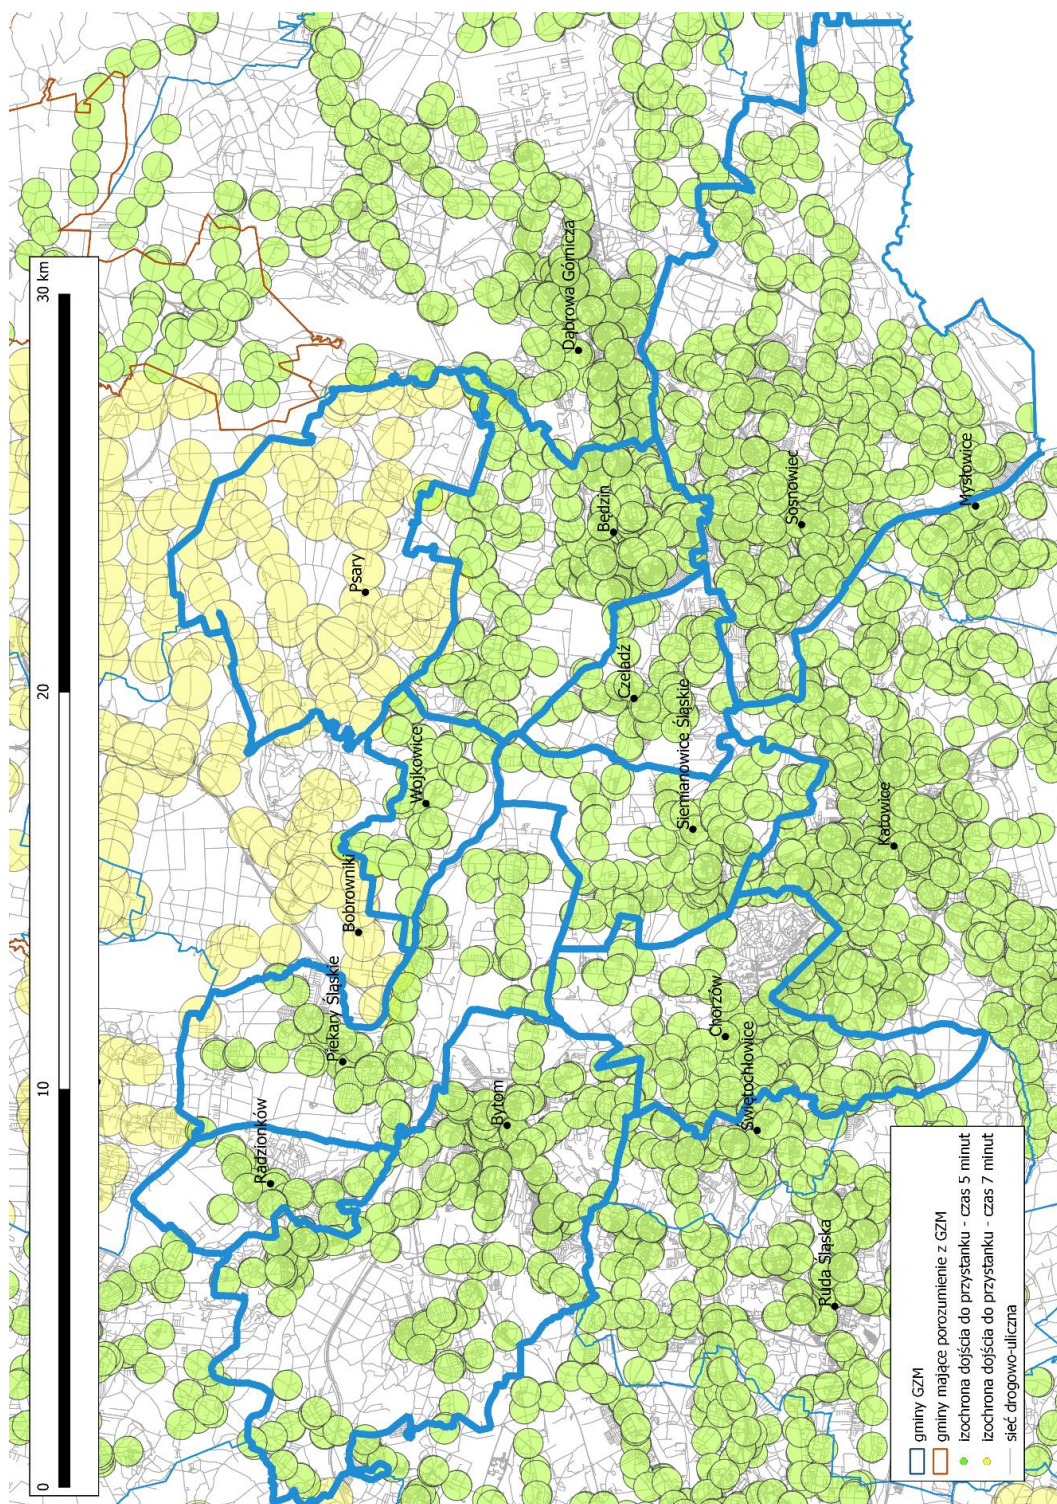 0
10
20
30 km
Radzionków
Piekary Śląskie
Bobrowniki
Wojkowice
Psary
Bytom
Będzin
Dąbrowa Górnicza
Czeladź
Siemianowice Śląskie
Chorzów
Świętochłowice
Sosnowiec
Ruda Śląska
Katowice
Mysłowice
gminy GZM
gminy mające porozumienie z GZM
izochrona dojścia do przystanku - czas 5 minut
izochrona dojścia do przystanku - czas 7 minut
sieć drogowo-uliczna